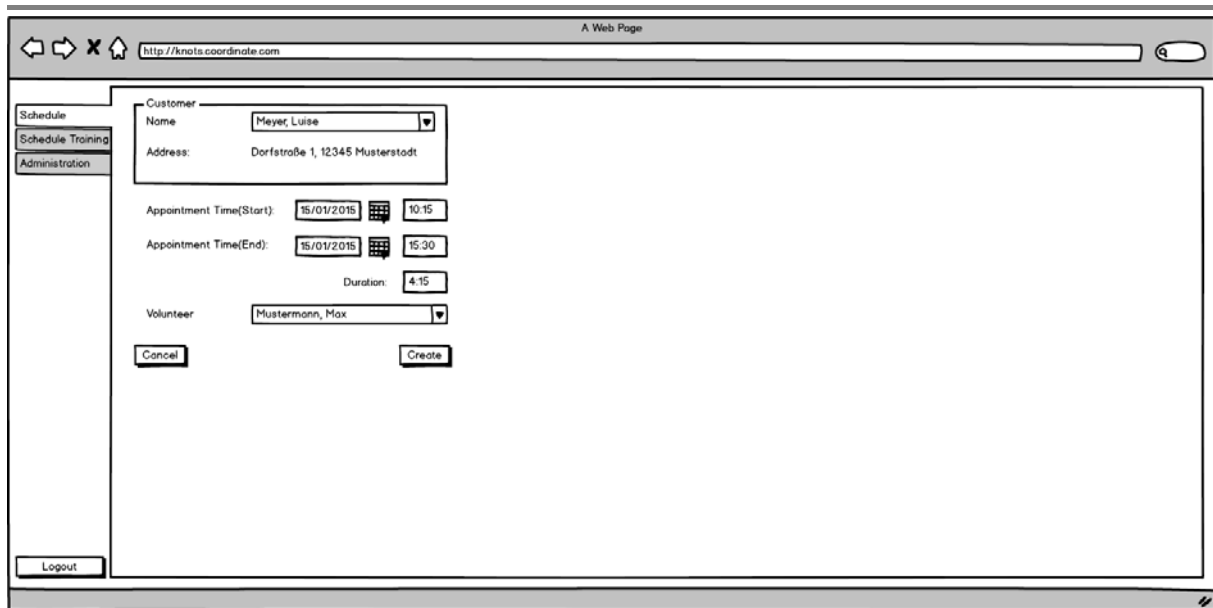 A Web Page
http://knots.coordinate.com
Schedule
Schedule Training
Administration
Customer
Name Meyer, Luise
Address: Dorfstraße 1, 12345 Musterstadt
Appointment Time(Start): 15/01/2015 10:15
Appointment Time(End): 15/01/2015 15:30
Duration: 4:15
Volunteer Mustermann, Max
Cancel Create
Logout